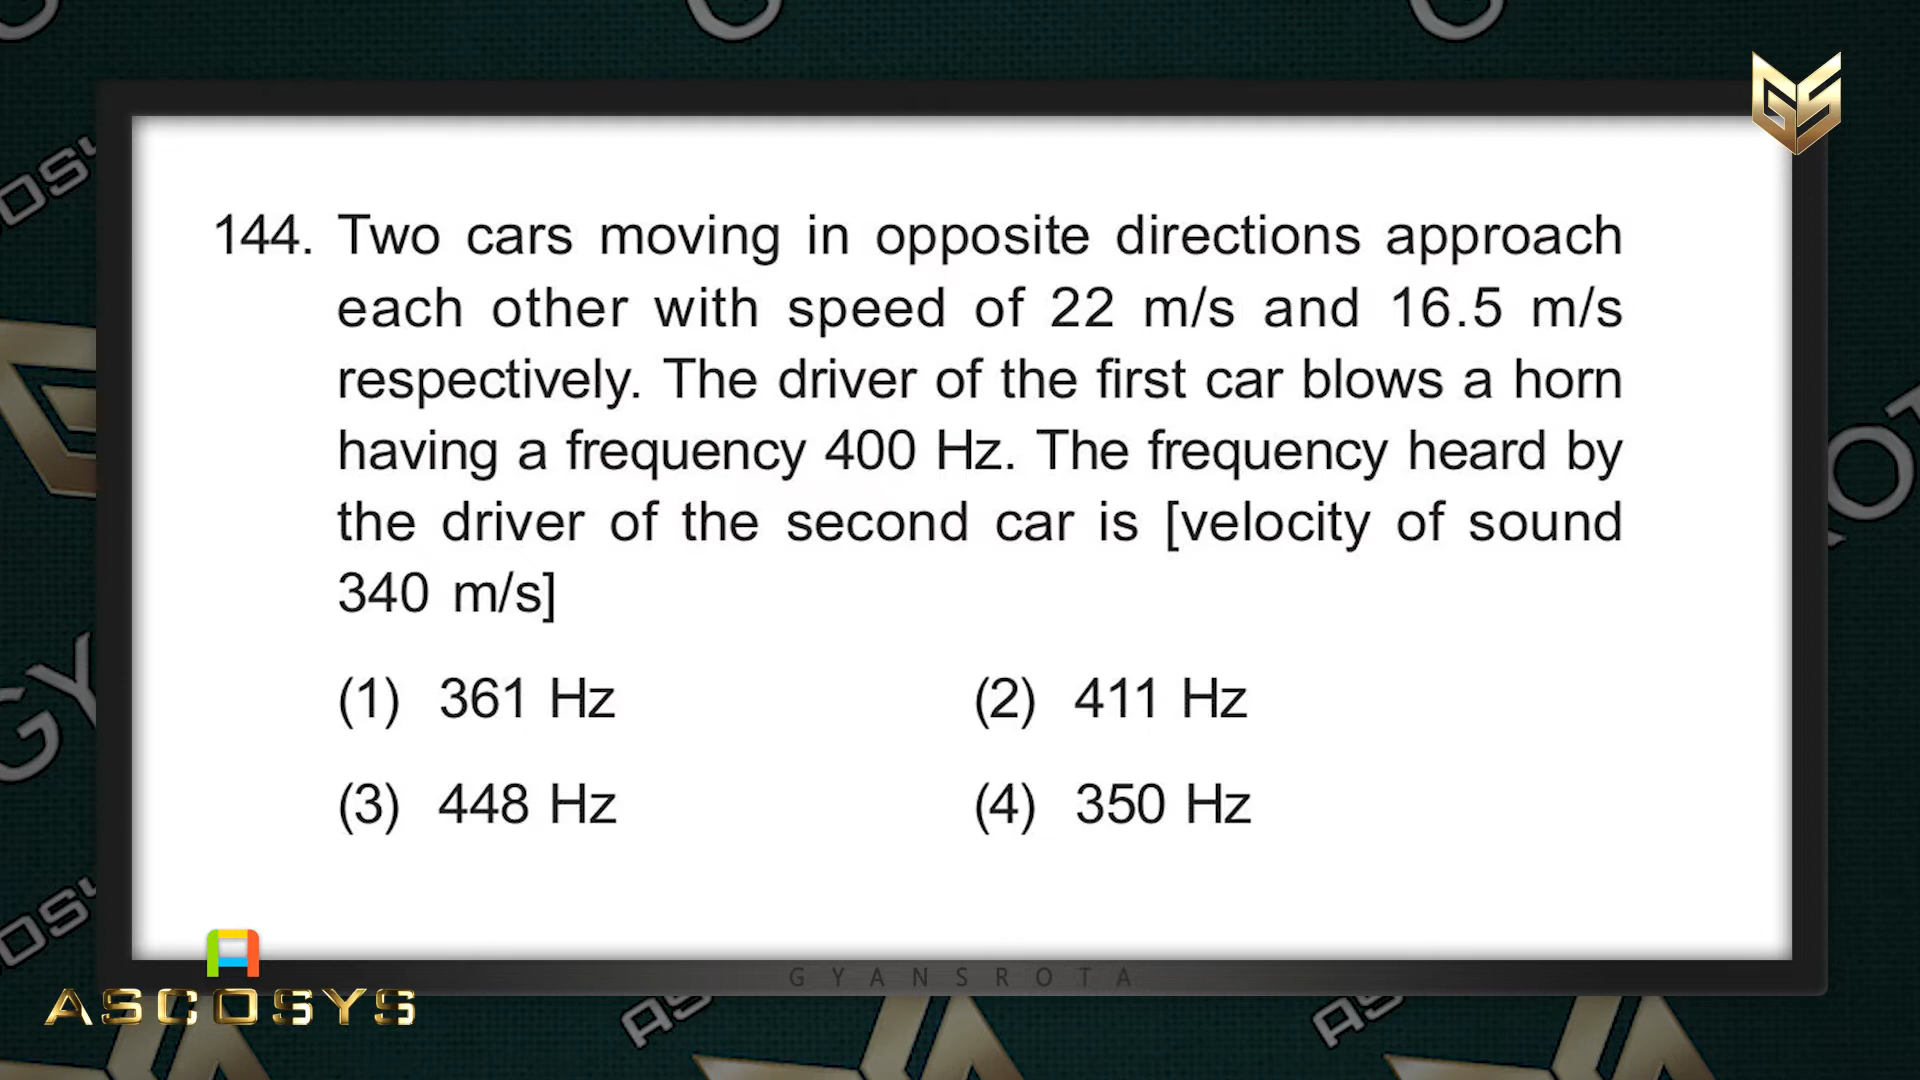 GS
144. Two cars moving in opposite directions approach
each other with speed of 22 m/s and 16.5 m/s
respectively. The driver of the first car blows a horn
having a frequency 400 Hz. The frequency heard by
the driver of the second car is [velocity of sound
340 m/s]
(1) 361 Hz (2) 411 Hz
(3) 448 Hz (4) 350 Hz
GYANSROTA
ASCOSYS